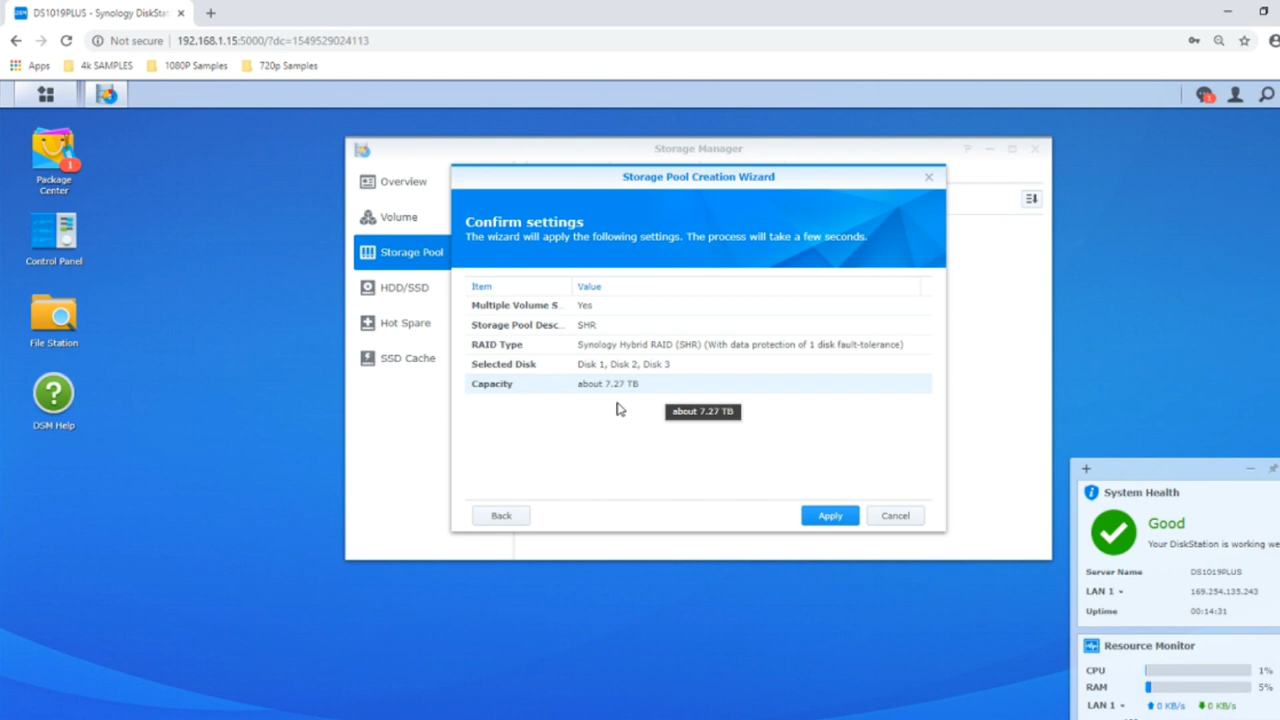 DS1019PLUS - Synology DiskSta
Not secure
192.168.1.15:5000/?dc=1549529024113
Apps
4k SAMPLES
1080P Samples
720p Samples
1
1
Package
Center
Control Panel
File Station
?
DSM Help
Storage Manager
?
Overview
Volume
Storage Pool
HDD/SSD
Hot Spare
SSD Cache
Storage Pool Creation Wizard
Confirm settings
The wizard will apply the following settings. The process will take a few seconds.
Item Value
Multiple Volume S... Yes
Storage Pool Desc... SHR
RAID Type Synology Hybrid RAID (SHR) (With data protection of 1 disk fault-tolerance)
Selected Disk Disk 1, Disk 2, Disk 3
Capacity about 7.27 TB
about 7.27 TB
Back
Apply
Cancel
System Health
Good
Your DiskStation is working we
Server Name DS1019PLUS
LAN 1 169.254.135.243
Uptime 00:14:31
Resource Monitor
CPU 1%
RAM 5%
LAN 1 0 KB/s 0 KB/s